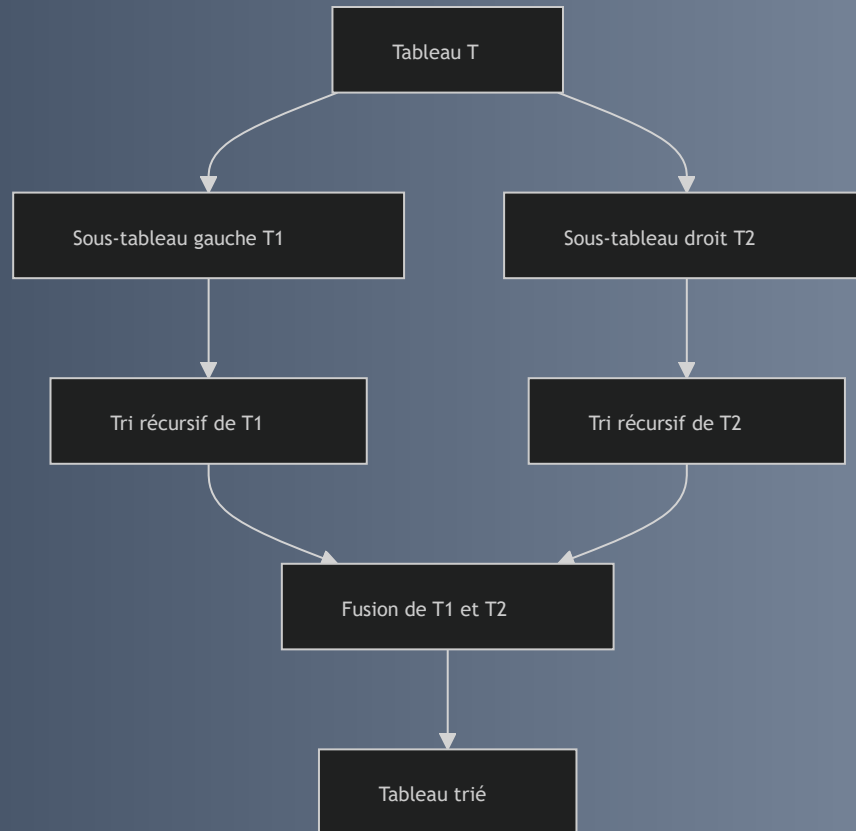 Tableau T
Sous-tableau gauche T1
Sous-tableau droit T2
Tri récursif de T1
Tri récursif de T2
Fusion de T1 et T2
Tableau trié